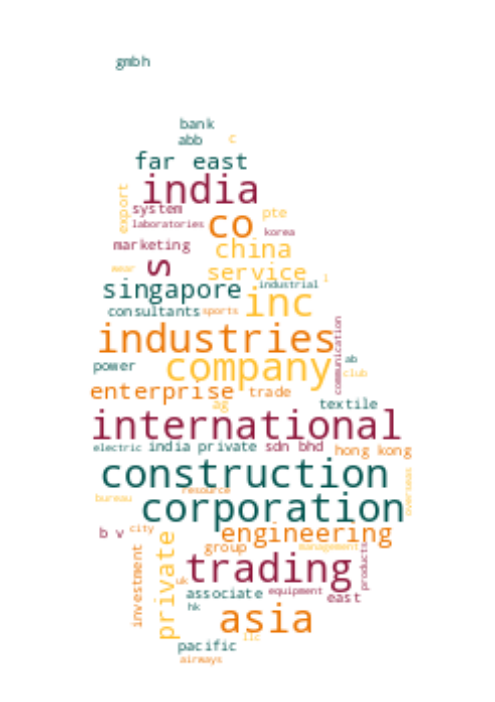 gmbh
bank
abb c
far east
india
export
system
laboratories
co
pte
korea
marketing
china
s
wear
service
industrial
l
singapore
inc
consultants
sports
industries
communication
company
power
ab
club
enterprise
trade
ag
textile
international
electric
india private
sdn bhd
hong kong
construction
overseas
resource
bureau
corporation
b v
city
engineering
group
management
investment
private
trading
products
uk
associate
equipment
east
hk
asia
llc
pacific
airways